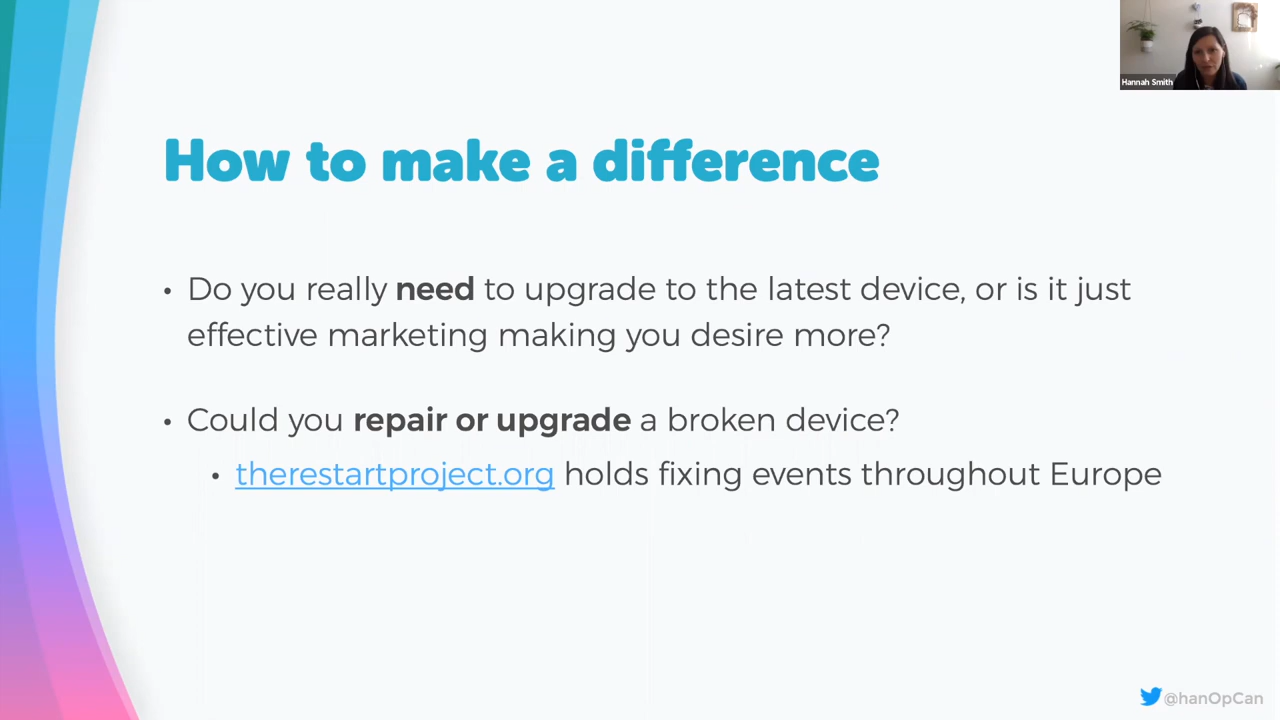 Hannah Smith
How to make a difference
• Do you really need to upgrade to the latest device, or is it just
effective marketing making you desire more?
• Could you repair or upgrade a broken device?
• therestartproject.org holds fixing events throughout Europe
@hanOpCan